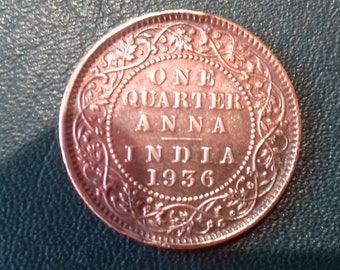 ONE
QUARTER
ANNA
INDIA
1936